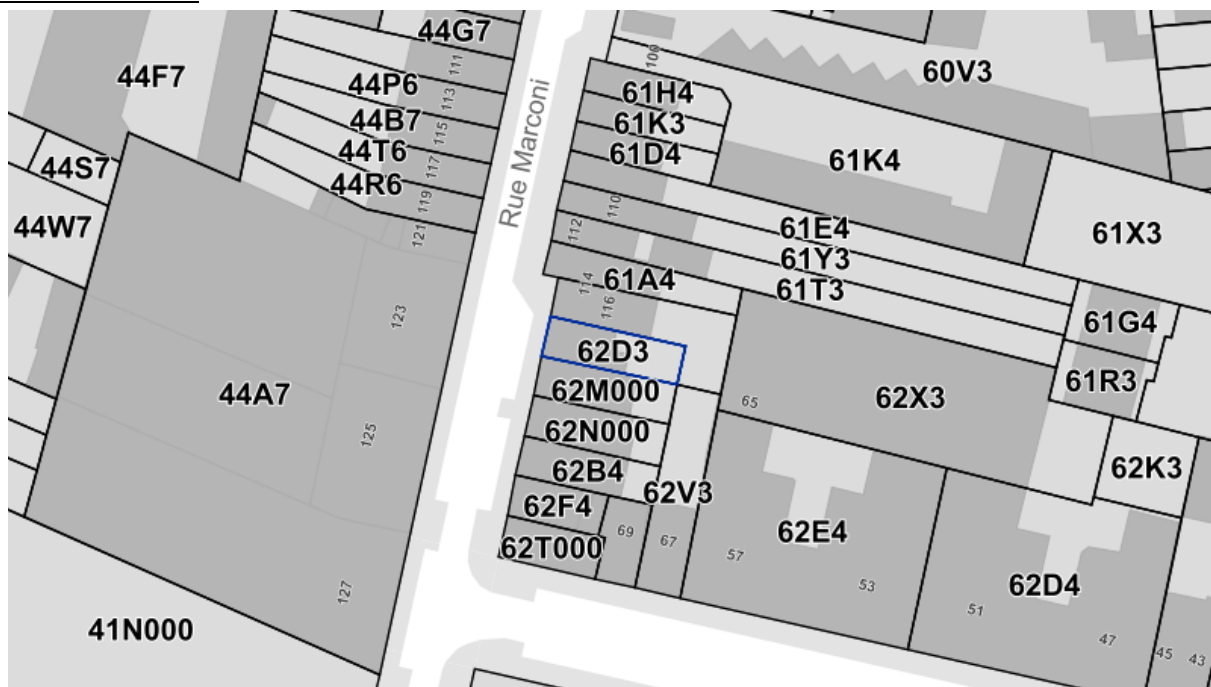 44G7
111
44F7
44P6
113
44B7
115
44T6
117
44R6
119
121
44S7
44W7
123
44A7
125
127
41N000
Rue Marconi
100
60V3
61H4
61K3
61D4
61K4
110
61E4
61X3
112
61Y3
61T3
114
61A4
116
61G4
61R3
62D3
62M000
65
62X3
62N000
62B4
62V3
62K3
62F4
69
67
62T000
57
62E4
53
51
62D4
47
45
43